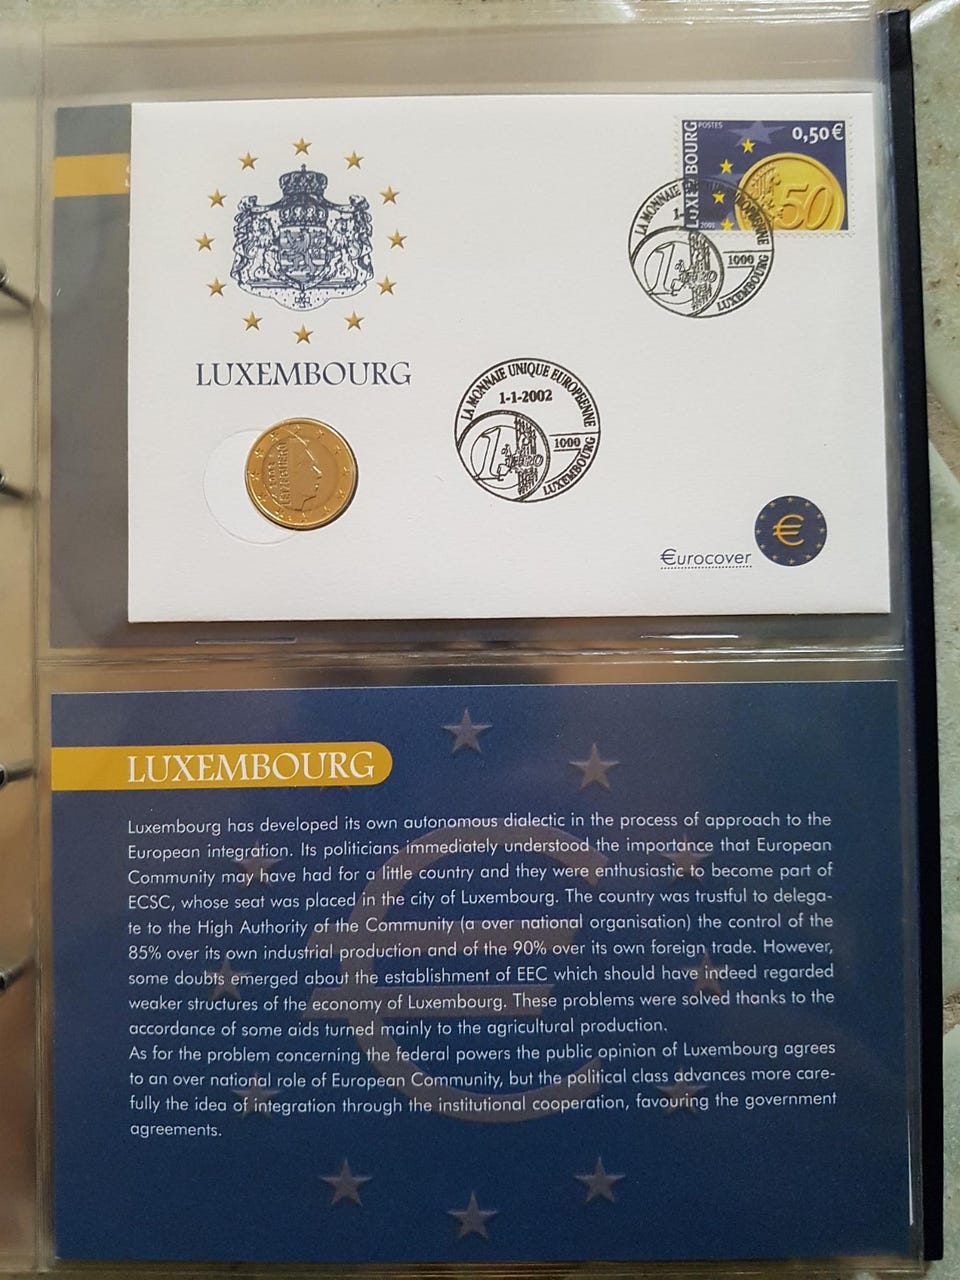 POSTES
0,50 €
LUXEMBOURG
50
2001
LA MONNAIE UNIQUE EUROPÉENNE
1-
1000
LUXEMBOURG
1
EURO
LUXEMBOURG
LA MONNAIE UNIQUE EUROPÉENNE
1-1-2002
1000
LUXEMBOURG
1
EURO
LËTZEBUERG
€urocover
€
LUXEMBOURG
Luxembourg has developed its own autonomous dialectic in the process of approach to the
European integration. Its politicians immediately understood the importance that European
Community may have had for a little country and they were enthusiastic to become part of
ECSC, whose seat was placed in the city of Luxembourg. The country was trustful to delega-
te to the High Authority of the Community (a over national organisation) the control of the
85% over its own industrial production and of the 90% over its own foreign trade. However,
some doubts emerged about the establishment of EEC which should have indeed regarded
weaker structures of the economy of Luxembourg. These problems were solved thanks to the
accordance of some aids turned mainly to the agricultural production.
As for the problem concerning the federal powers the public opinion of Luxembourg agrees
to an over national role of European Community, but the political class advances more care-
fully the idea of integration through the institutional cooperation, favouring the government
agreements.